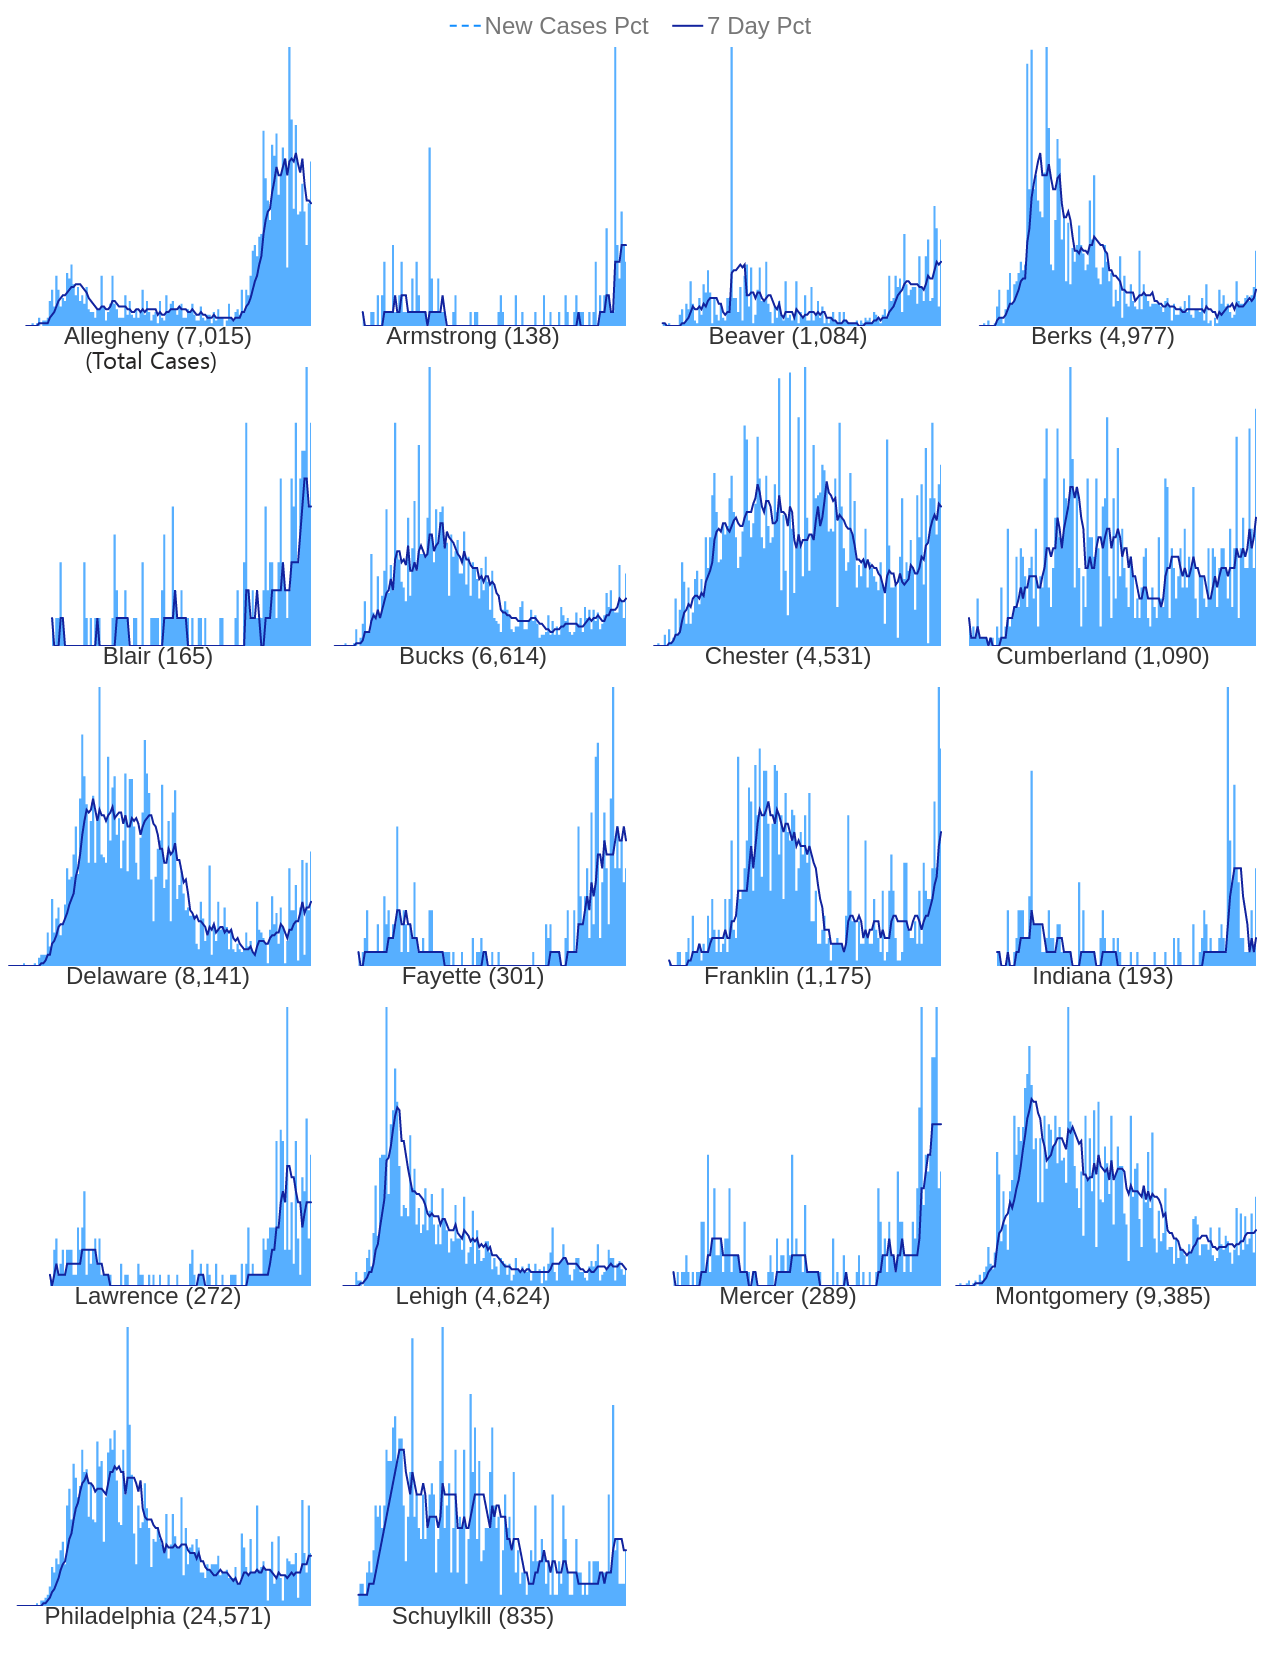 New Cases Pct 7 Day Pct
Allegheny (7,015) Armstrong (138) Beaver (1,084) Berks (4,977)
(Total Cases)
Blair (165) Bucks (6,614) Chester (4,531) Cumberland (1,090)
Delaware (8,141) Fayette (301) Franklin (1,175) Indiana (193)
Lawrence (272) Lehigh (4,624) Mercer (289) Montgomery (9,385)
Philadelphia (24,571) Schuylkill (835)